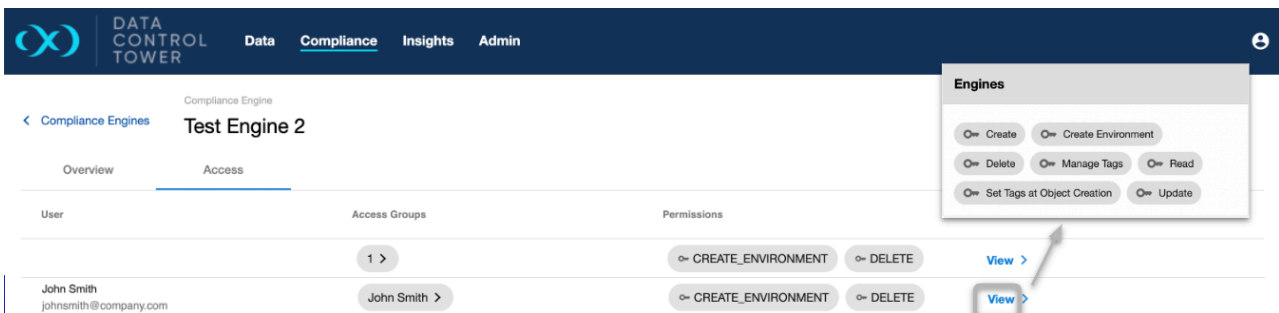 DATA
CONTROL
TOWER
Data Compliance Insights Admin
Engines
Compliance Engine
Compliance Engines
Test Engine 2
Create Create Environment
Delete Manage Tags Read
Set Tags at Object Creation Update
Overview Access
User Access Groups Permissions
1 CREATE_ENVIRONMENT DELETE View
John Smith
johnsmith@company.com
John Smith CREATE_ENVIRONMENT DELETE View